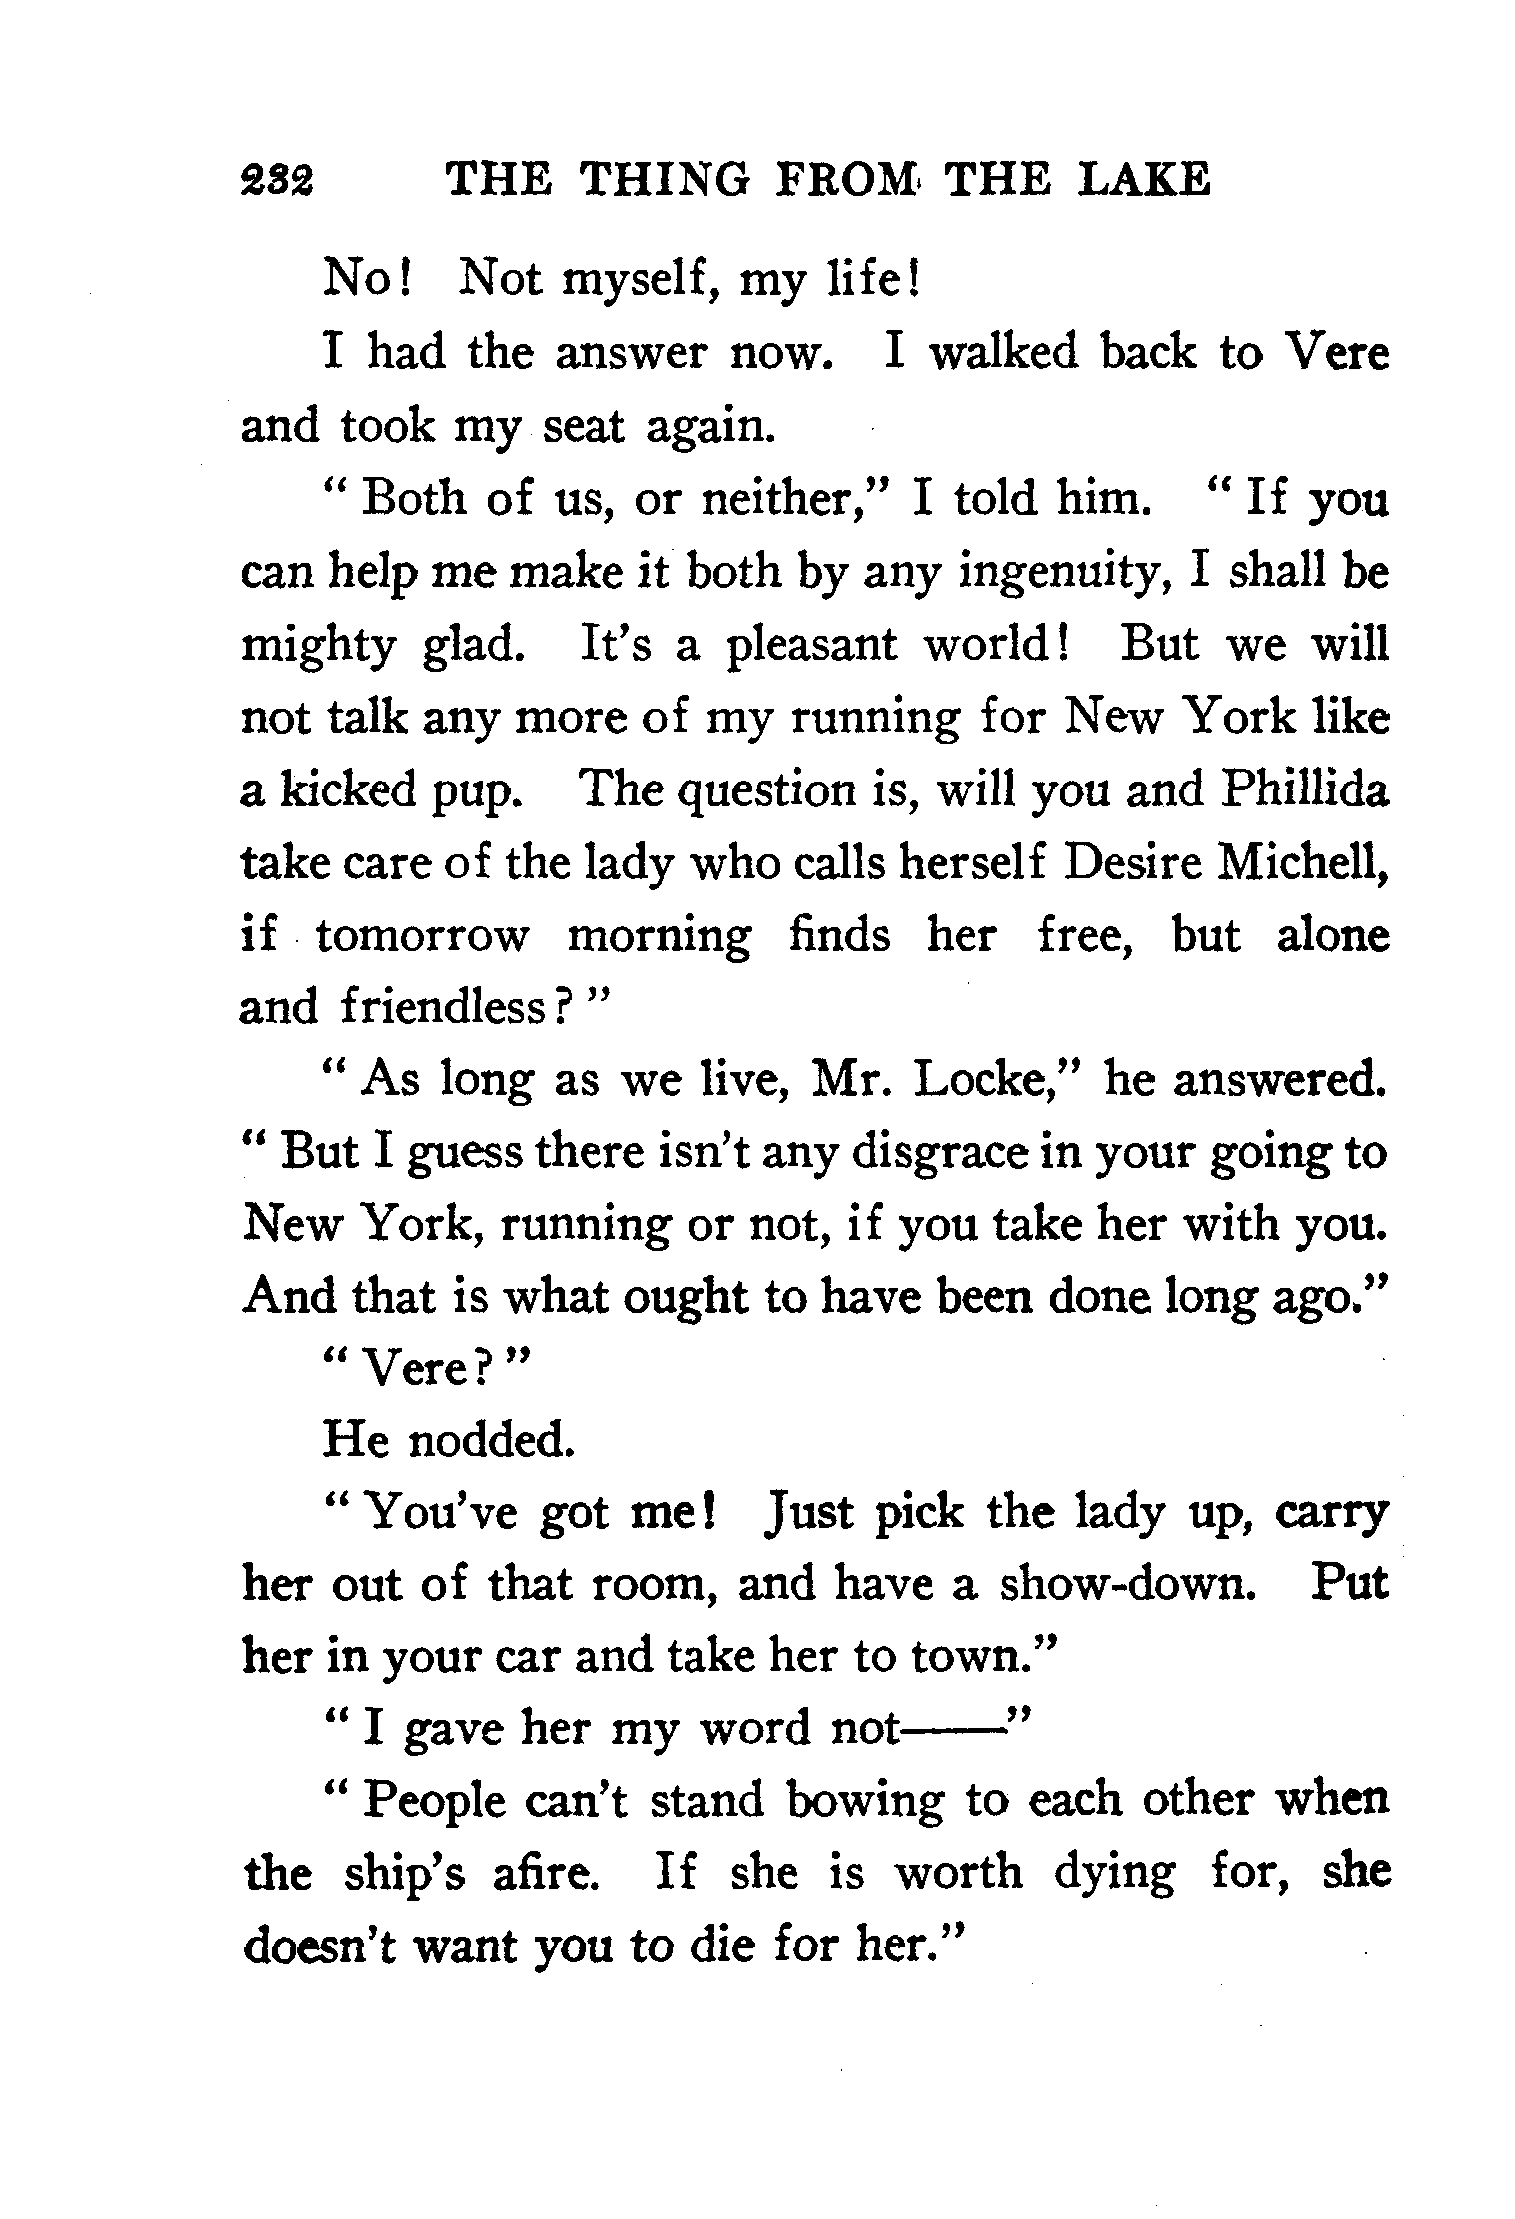 232 THE THING FROM THE LAKE
No! Not myself, my life!
I had the answer now. I walked back to Vere
and took my seat again.
" Both of us, or neither," I told him. " If you
can help me make it both by any ingenuity, I shall be
mighty glad. It's a pleasant world! But we will
not talk any more of my running for New York like
a kicked pup. The question is, will you and Phillida
take care of the lady who calls herself Desire Michell,
if tomorrow morning finds her free, but alone
and friendless? "
" As long as we live, Mr. Locke," he answered.
" But I guess there isn't any disgrace in your going to
New York, running or not, if you take her with you.
And that is what ought to have been done long ago."
" Vere? "
He nodded.
" You've got me! Just pick the lady up, carry
her out of that room, and have a show-down. Put
her in your car and take her to town."
" I gave her my word not——"
" People can't stand bowing to each other when
the ship's afire. If she is worth dying for, she
doesn't want you to die for her."